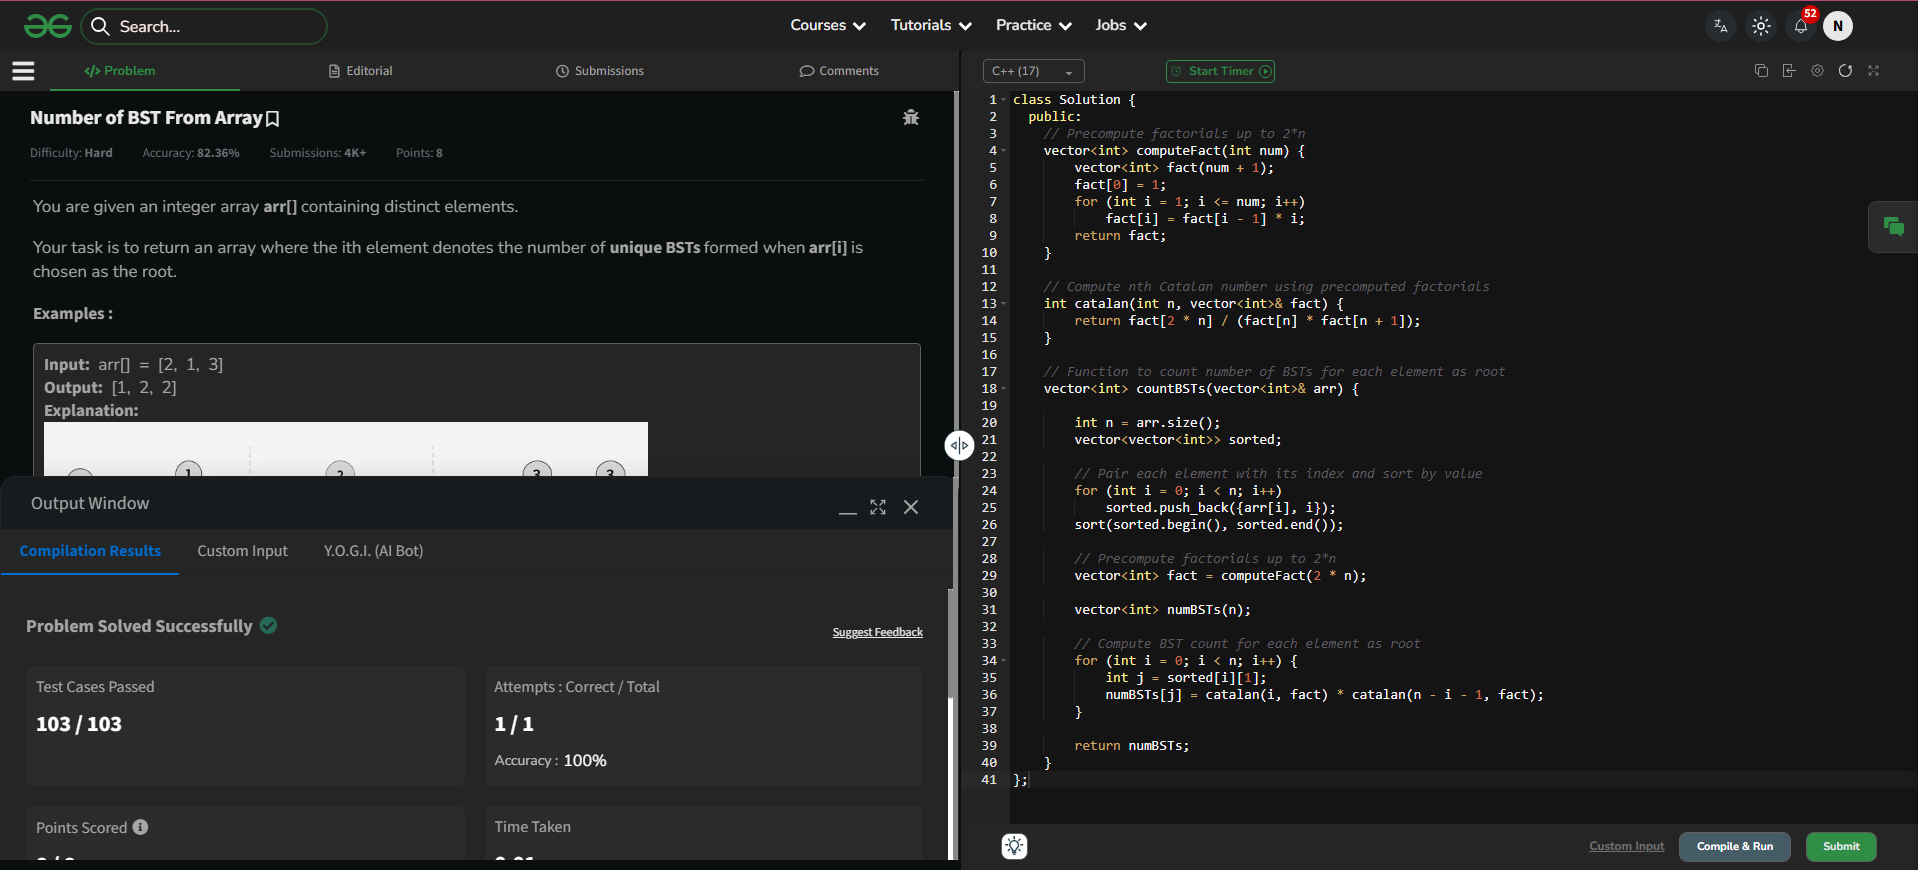 Search...
Courses
Tutorials
Practice
Jobs
52
N
Problem
Editorial
Submissions
Comments
C++ (17)
Start Timer
Number of BST From Array
Difficulty: Hard Accuracy: 82.36% Submissions: 4K+ Points: 8
You are given an integer array arr[] containing distinct elements.
Your task is to return an array where the ith element denotes the number of unique BSTs formed when arr[i] is
chosen as the root.
Examples :
Input: arr[] = [2, 1, 3]
Output: [1, 2, 2]
Explanation:
1 2 3 3
Output Window
Compilation Results
Custom Input
Y.O.G.I. (AI Bot)
Problem Solved Successfully
Suggest Feedback
Test Cases Passed
103 / 103
Attempts : Correct / Total
1 / 1
Accuracy : 100%
Points Scored
Time Taken
1 class Solution {
2 public:
3 // Precompute factorials up to 2*n
4 vector<int> computeFact(int num) {
5 vector<int> fact(num + 1);
6 fact[0] = 1;
7 for (int i = 1; i <= num; i++)
8 fact[i] = fact[i - 1] * i;
9 return fact;
10 }
11
12 // Compute nth Catalan number using precomputed factorials
13 int catalan(int n, vector<int>& fact) {
14 return fact[2 * n] / (fact[n] * fact[n + 1]);
15 }
16
17 // Function to count number of BSTs for each element as root
18 vector<int> countBSTs(vector<int>& arr) {
19
20 int n = arr.size();
21 vector<vector<int>> sorted;
22
23 // Pair each element with its index and sort by value
24 for (int i = 0; i < n; i++)
25 sorted.push_back({arr[i], i});
26 sort(sorted.begin(), sorted.end());
27
28 // Precompute factorials up to 2*n
29 vector<int> fact = computeFact(2 * n);
30
31 vector<int> numBSTs(n);
32
33 // Compute BST count for each element as root
34 for (int i = 0; i < n; i++) {
35 int j = sorted[i][1];
36 numBSTs[j] = catalan(i, fact) * catalan(n - i - 1, fact);
37 }
38
39 return numBSTs;
40 }
41 };
Custom Input
Compile & Run
Submit